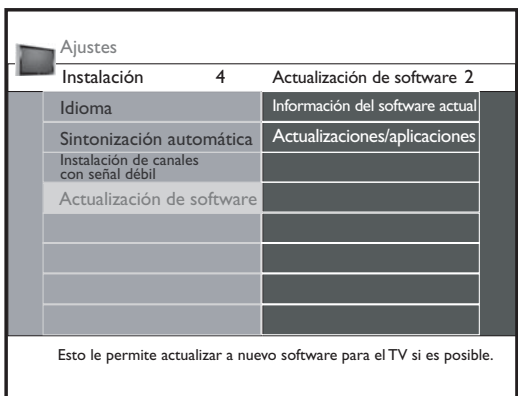 Ajustes
Instalación 4 Actualización de software 2
Idioma Información del software actual
Sintonización automática Actualizaciones/aplicaciones
Instalación de canales
con señal débil
Actualización de software
Esto le permite actualizar a nuevo software para el TV si es posible.